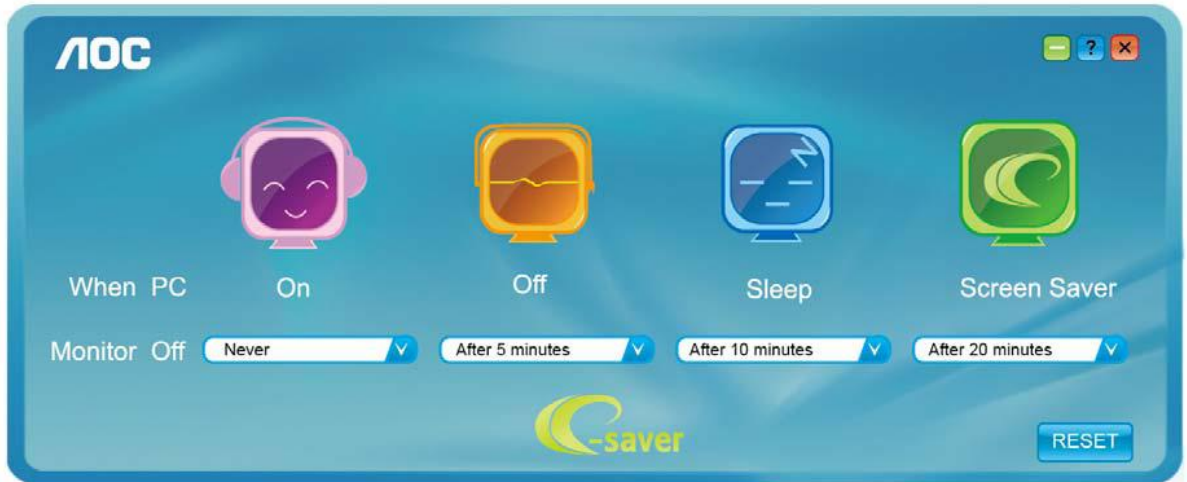 AOC
?
When PC On Off Sleep Screen Saver
Monitor Off Never After 5 minutes After 10 minutes After 20 minutes
e-saver
RESET